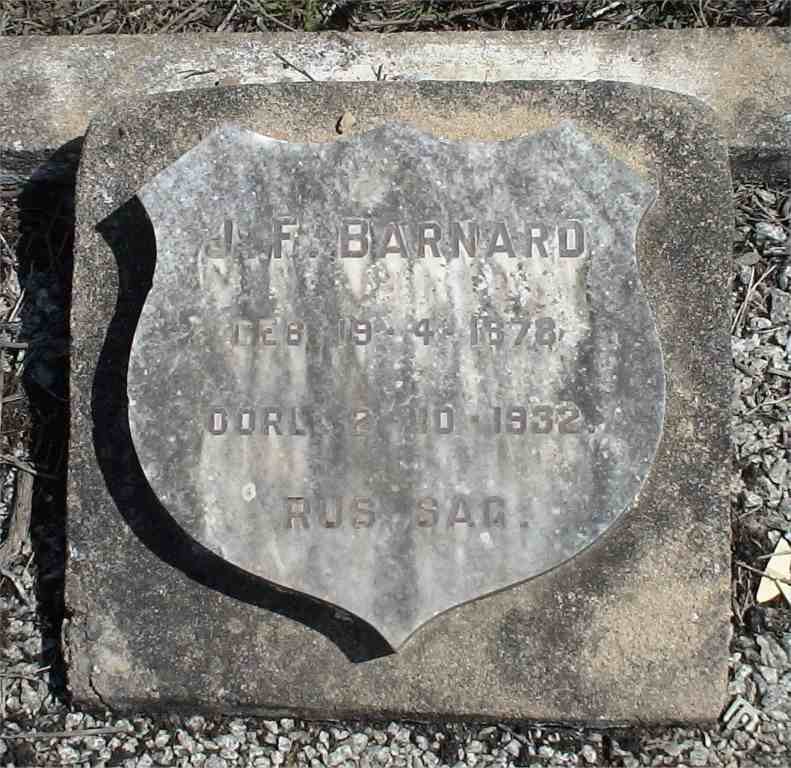 J. F. BARNARD
GEB. 19-4-1878
OORL. 2-10-1932
RUS SAG.